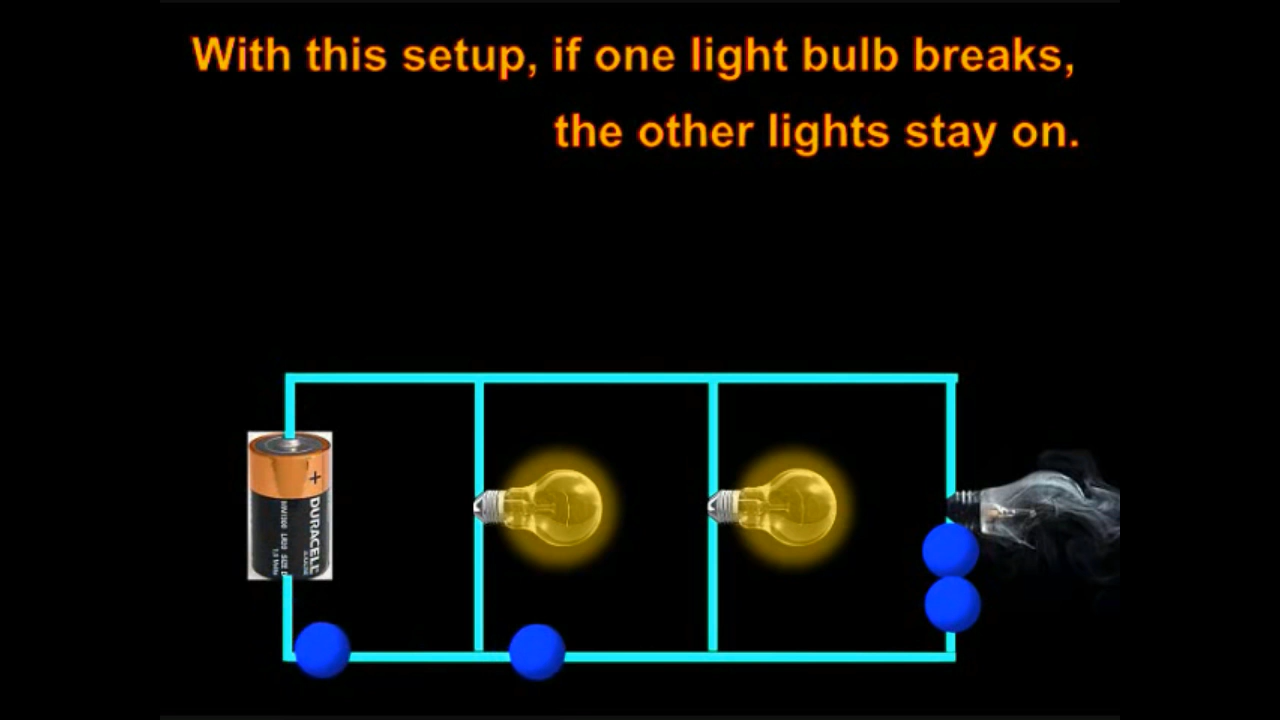 With this setup, if one light bulb breaks,
the other lights stay on.
+
DURACELL